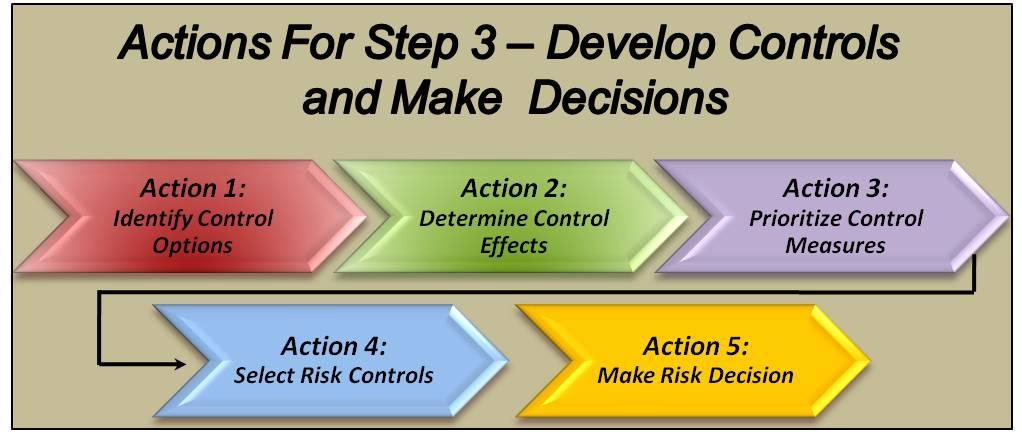 Actions For Step 3 – Develop Controls
and Make Decisions
Action 1:
Identify Control
Options
Action 2:
Determine Control
Effects
Action 3:
Prioritize Control
Measures
Action 4:
Select Risk Controls
Action 5:
Make Risk Decision